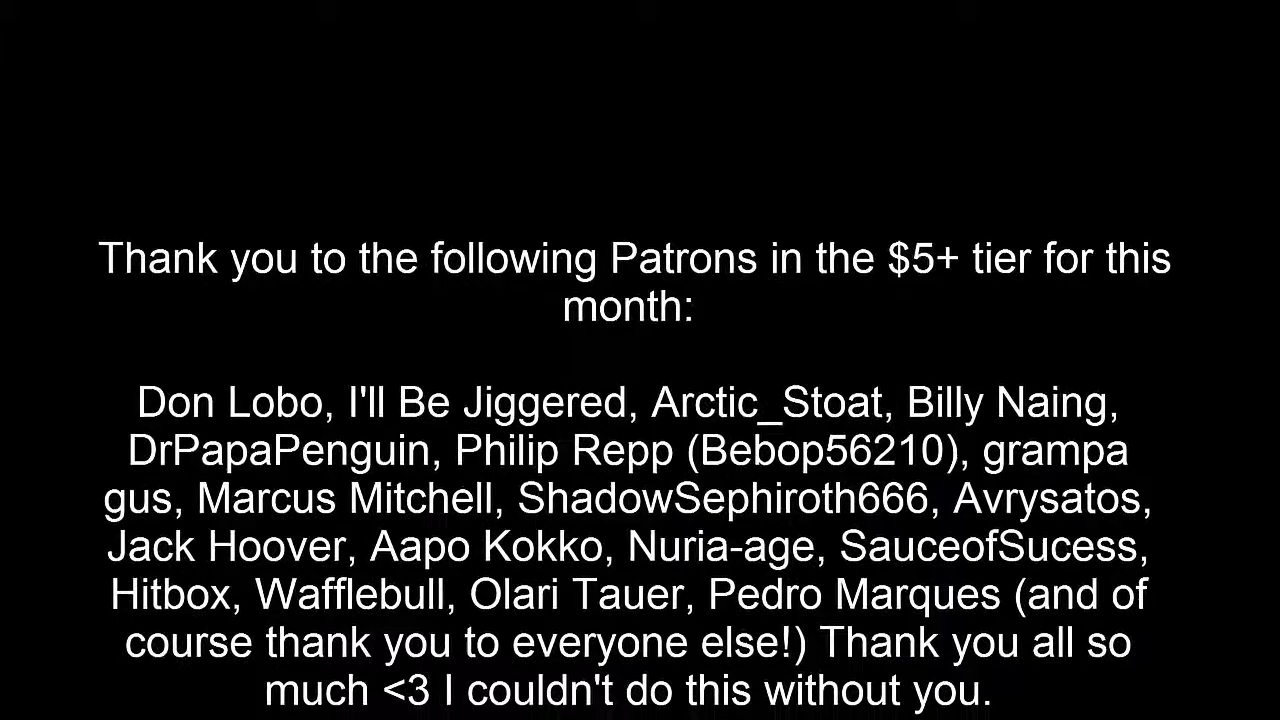 Thank you to the following Patrons in the $5+ tier for this
month:
Don Lobo, I'll Be Jiggered, Arctic_Stoat, Billy Naing,
DrPapaPenguin, Philip Repp (Bebop56210), grampa
gus, Marcus Mitchell, ShadowSephiroth666, Avrysatos,
Jack Hoover, Aapo Kokko, Nuria-age, SauceofSucess,
Hitbox, Wafflebull, Olari Tauer, Pedro Marques (and of
course thank you to everyone else!) Thank you all so
much <3 I couldn't do this without you.